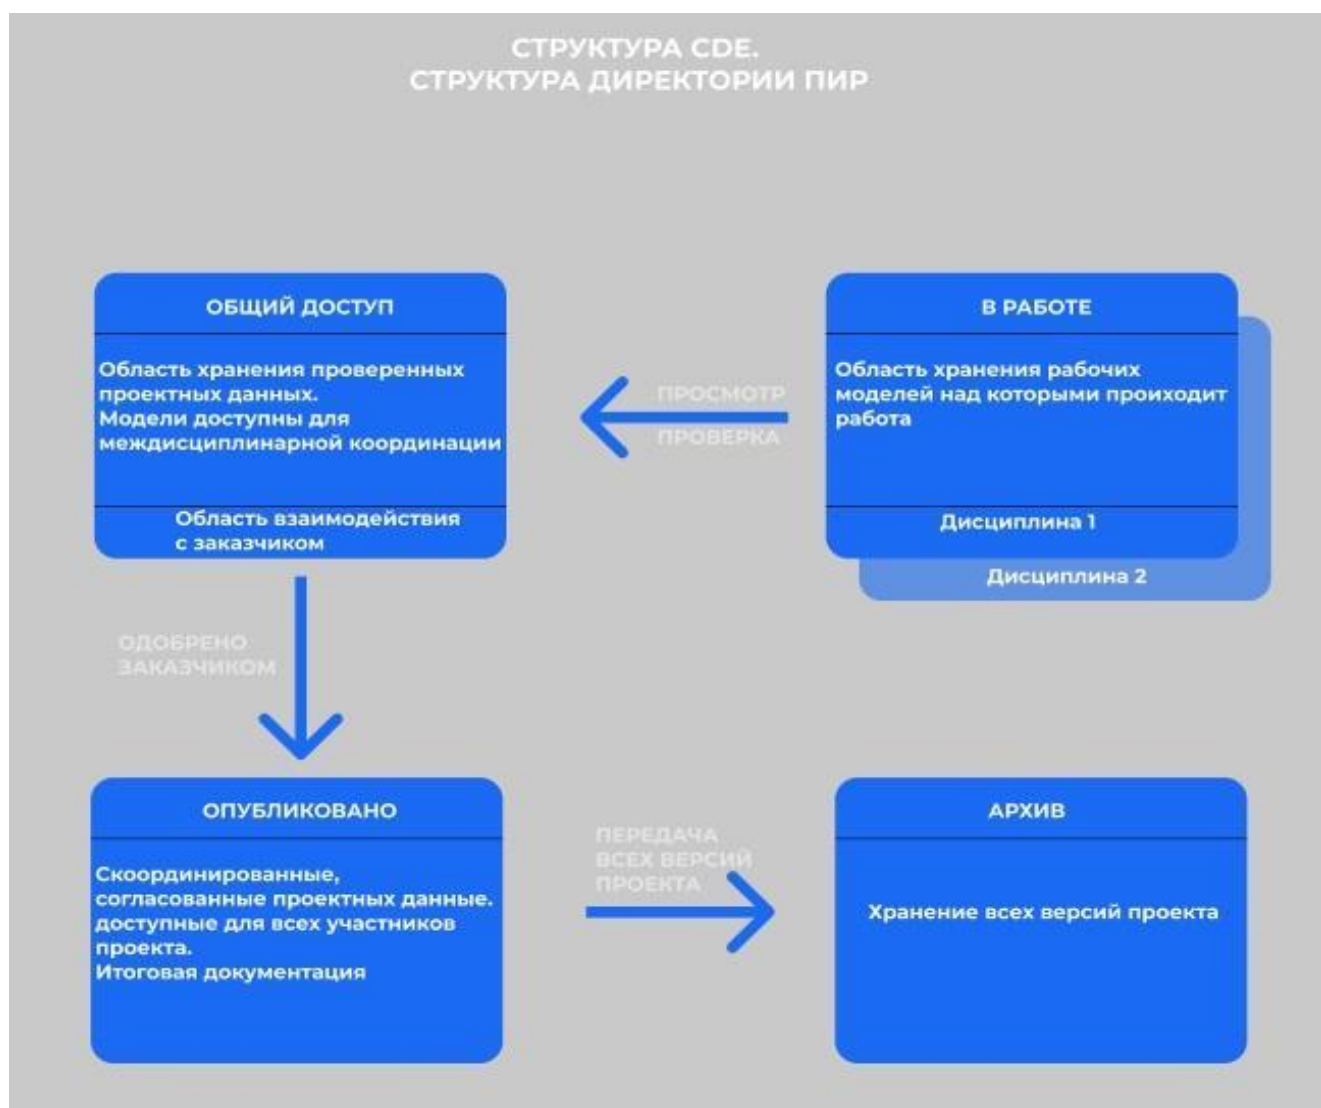 СТРУКТУРА CDE.
СТРУКТУРА ДИРЕКТОРИИ ПИР
ОБЩИЙ ДОСТУП
Область хранения проверенных
проектных данных.
Модели доступны для
междисциплинарной координации
Область взаимодействия
с заказчиком
ПРОСМОТР
ПРОВЕРКА
В РАБОТЕ
Область хранения рабочих
моделей над которыми происходит
работа
Дисциплина 1
Дисциплина 2
ОДОБРЕНО
ЗАКАЗЧИКОМ
ОПУБЛИКОВАНО
Скоординированные,
согласованные проектных данные.
доступные для всех участников
проекта.
Итоговая документация
ПЕРЕДАЧА
ВСЕХ ВЕРСИЙ
ПРОЕКТА
АРХИВ
Хранение всех версий проекта